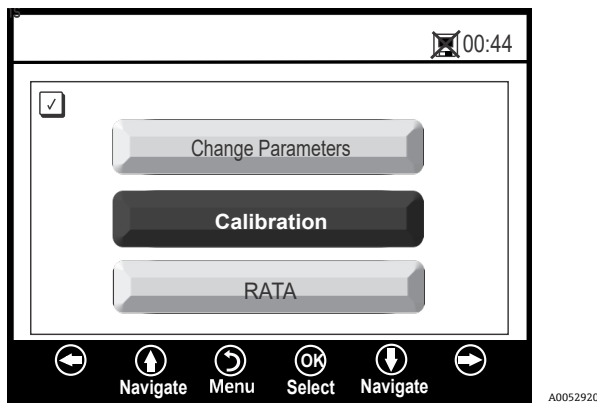 00:44
Change Parameters
Calibration
RATA
OK
Navigate Menu Select Navigate
A0052920